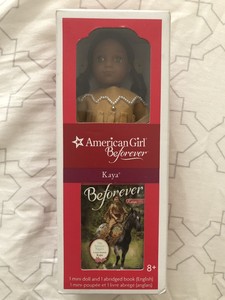 American Girl®
Beforever
Kaya®
Beforever
8+
1 mini doll and 1 abridged book (English)
1 mini poupée et 1 livre abrégé (anglais)